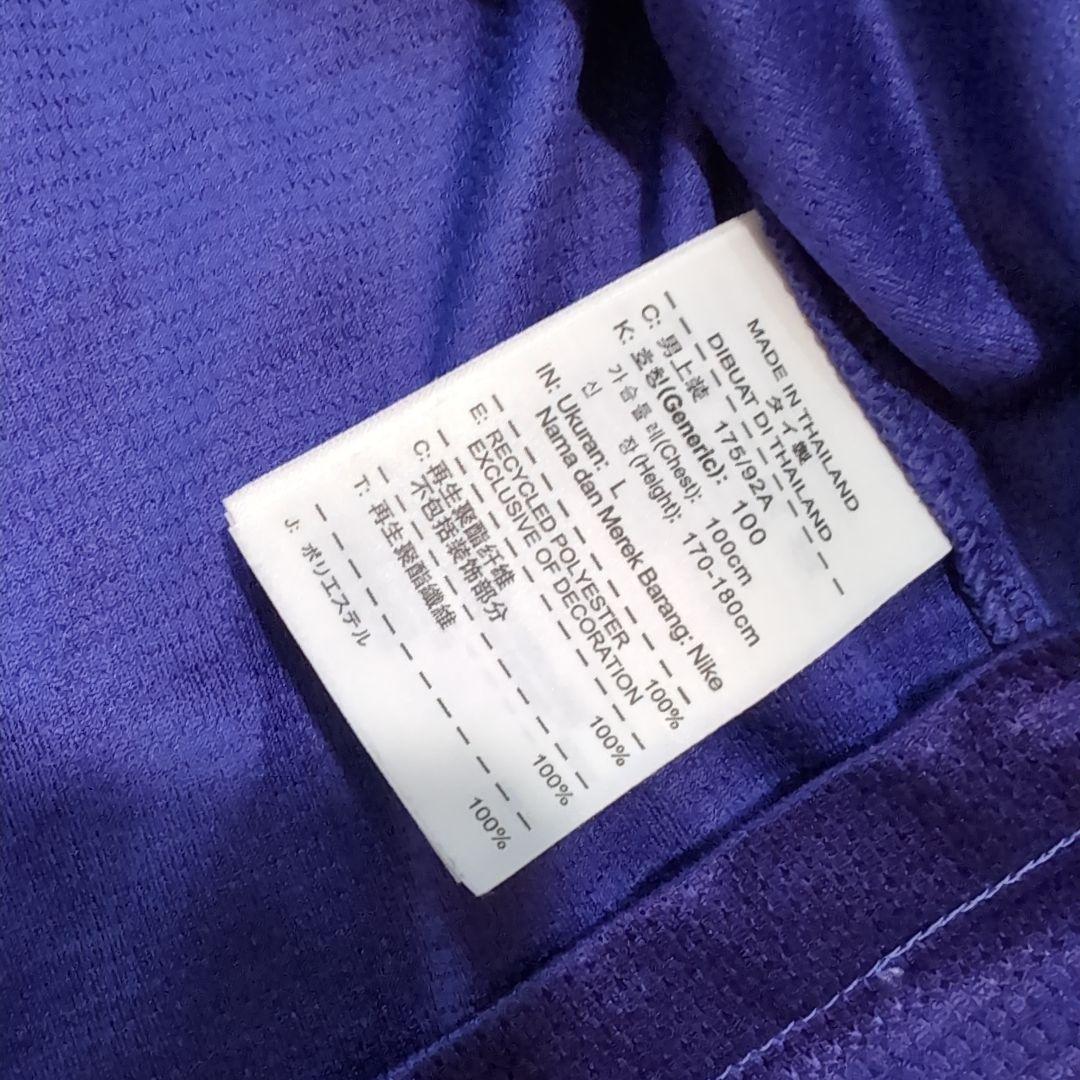 MADE IN THAILAND
タイ製
DIBUAT DI THAILAND
C: 男上装 175/92A
K: 호칭(Generic): 100
가슴둘레(Chest): 100cm
신 장(Height): 170-180cm
IN: Ukuran: L
Nama dan Merek Barang: Nike
E: RECYCLED POLYESTER 100%
EXCLUSIVE OF DECORATION
C: 再生聚酯纤维 100%
不包括装饰部分
T: 再生聚酯纖維 100%
J: ポリエステル 100%